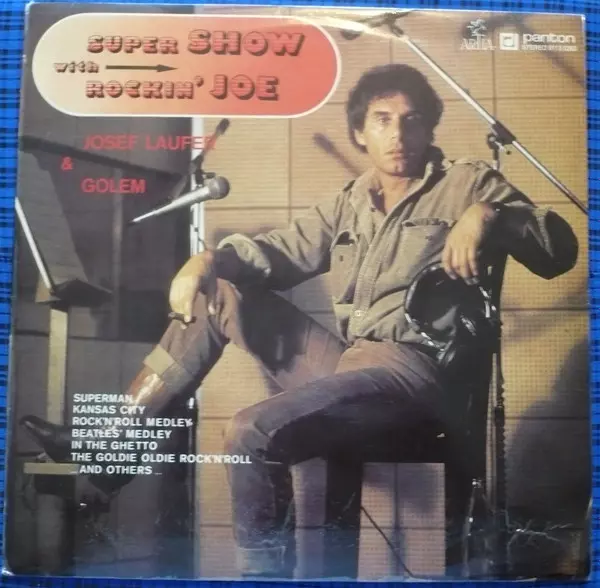 SUPER SHOW
with
ROCKIN' JOE
ARTIA
panton
JOSEF LAUFER
&
GOLEM
SUPERMAN
KANSAS CITY
ROCK'N'ROLL MEDLEY
BEATLES' MEDLEY
IN THE GHETTO
THE GOLDIE OLDIE ROCK'N'ROLL
... AND OTHERS ...